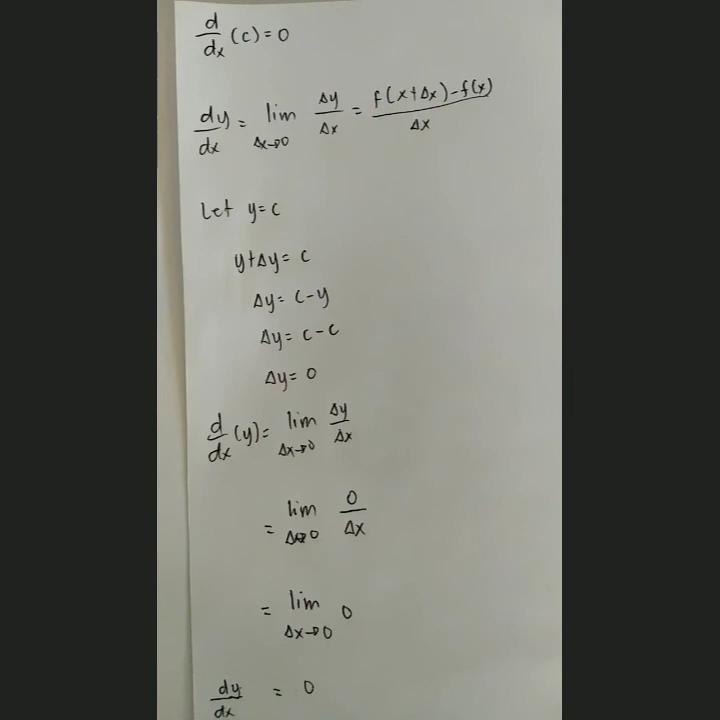 d/dx (c) = 0
dy/dx = lim Δx→0 Δy/Δx = f(x+Δx)-f(x)/Δx
Let y=c
y+Δy= c
Δy= c-y
Δy= c-c
Δy= 0
d/dx (y)= lim Δx→0 Δy/Δx
= lim Δx→0 0/Δx
= lim Δx→0 0
dy/dx = 0